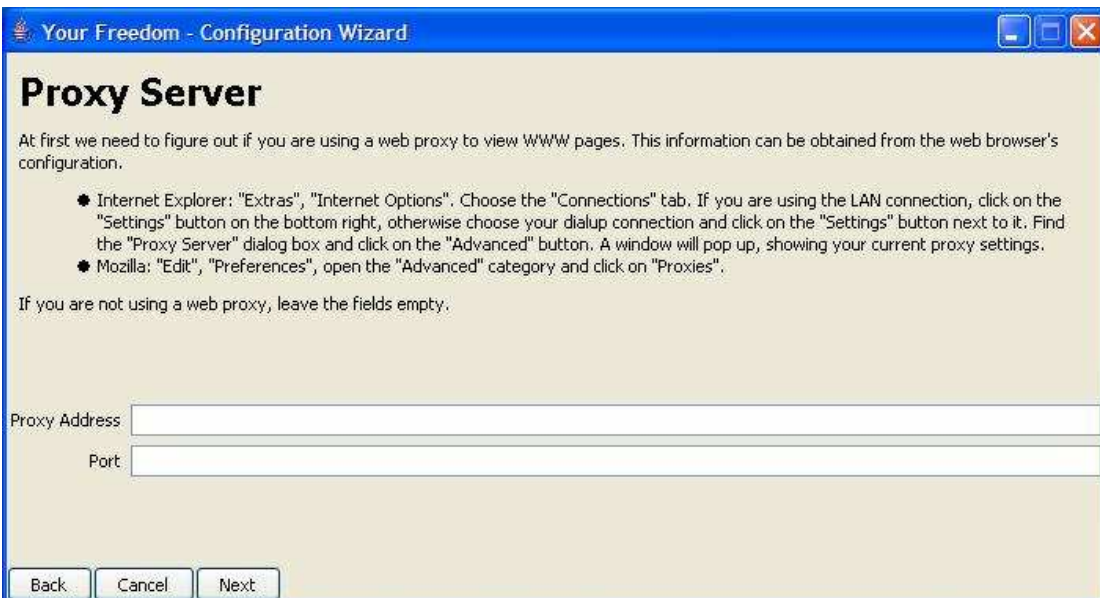 Your Freedom - Configuration Wizard
Proxy Server
At first we need to figure out if you are using a web proxy to view WWW pages. This information can be obtained from the web browser's
configuration.
● Internet Explorer: "Extras", "Internet Options". Choose the "Connections" tab. If you are using the LAN connection, click on the
"Settings" button on the bottom right, otherwise choose your dialup connection and click on the "Settings" button next to it. Find
the "Proxy Server" dialog box and click on the "Advanced" button. A window will pop up, showing your current proxy settings.
● Mozilla: "Edit", "Preferences", open the "Advanced" category and click on "Proxies".
If you are not using a web proxy, leave the fields empty.
Proxy Address
Port
Back Cancel Next